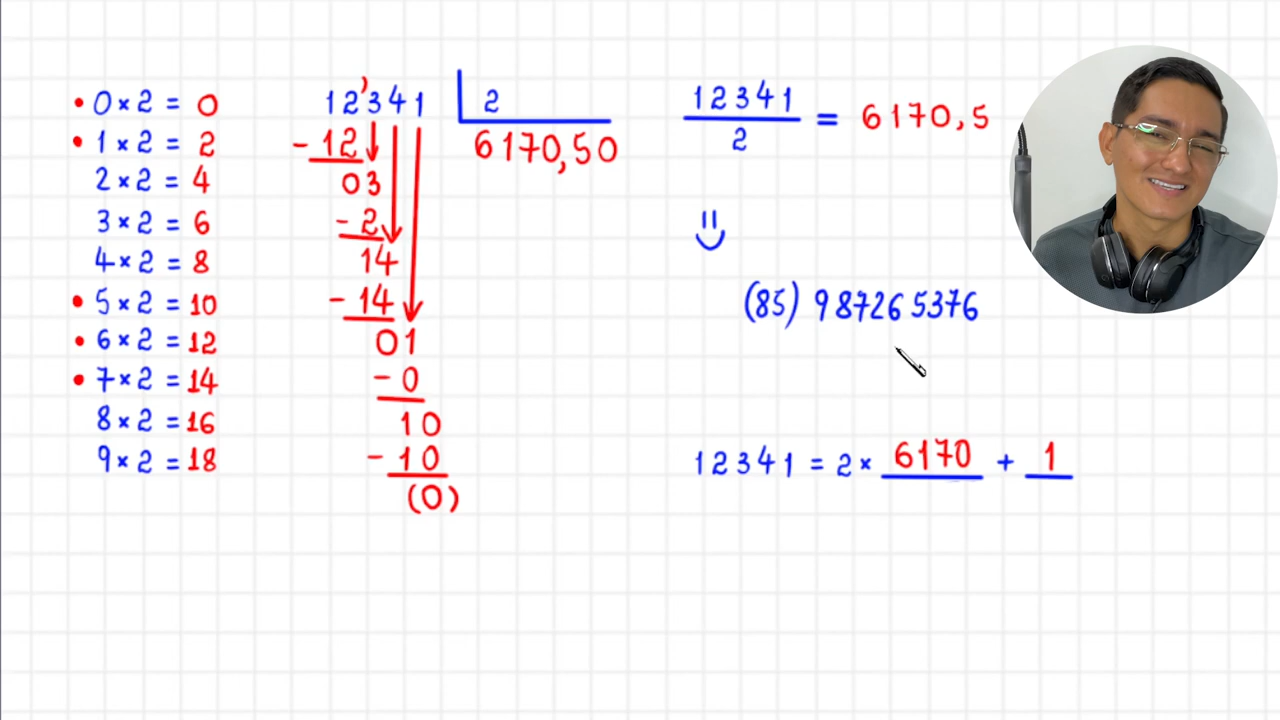 0 × 2 = 0
1 × 2 = 2
2 × 2 = 4
3 × 2 = 6
4 × 2 = 8
5 × 2 = 10
6 × 2 = 12
7 × 2 = 14
8 × 2 = 16
9 × 2 = 18
12'341 2
- 12 6170,50
03
- 2
14
- 14
01
- 0
10
- 10
(0)
12341 = 6170,5
2
(85) 98726 5376
12341 = 2 × 6170 + 1